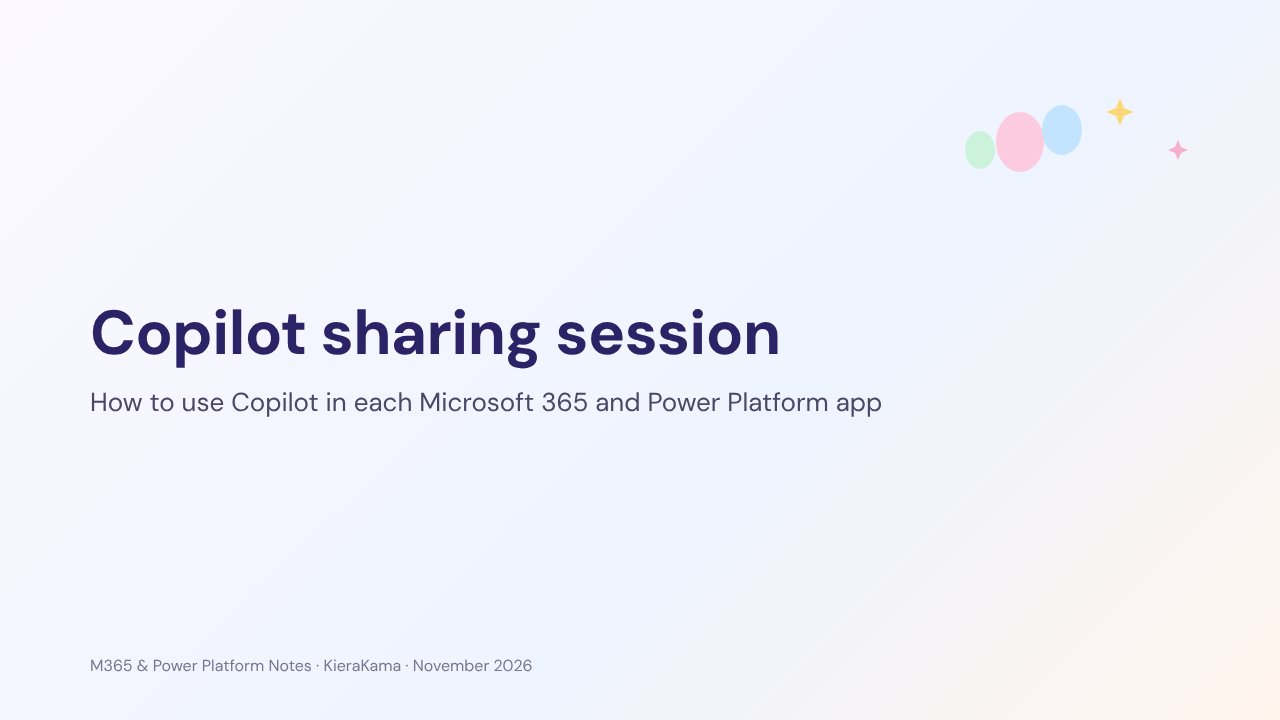 Copilot sharing session
How to use Copilot in each Microsoft 365 and Power Platform app
M365 & Power Platform Notes · KieraKama · November 2026